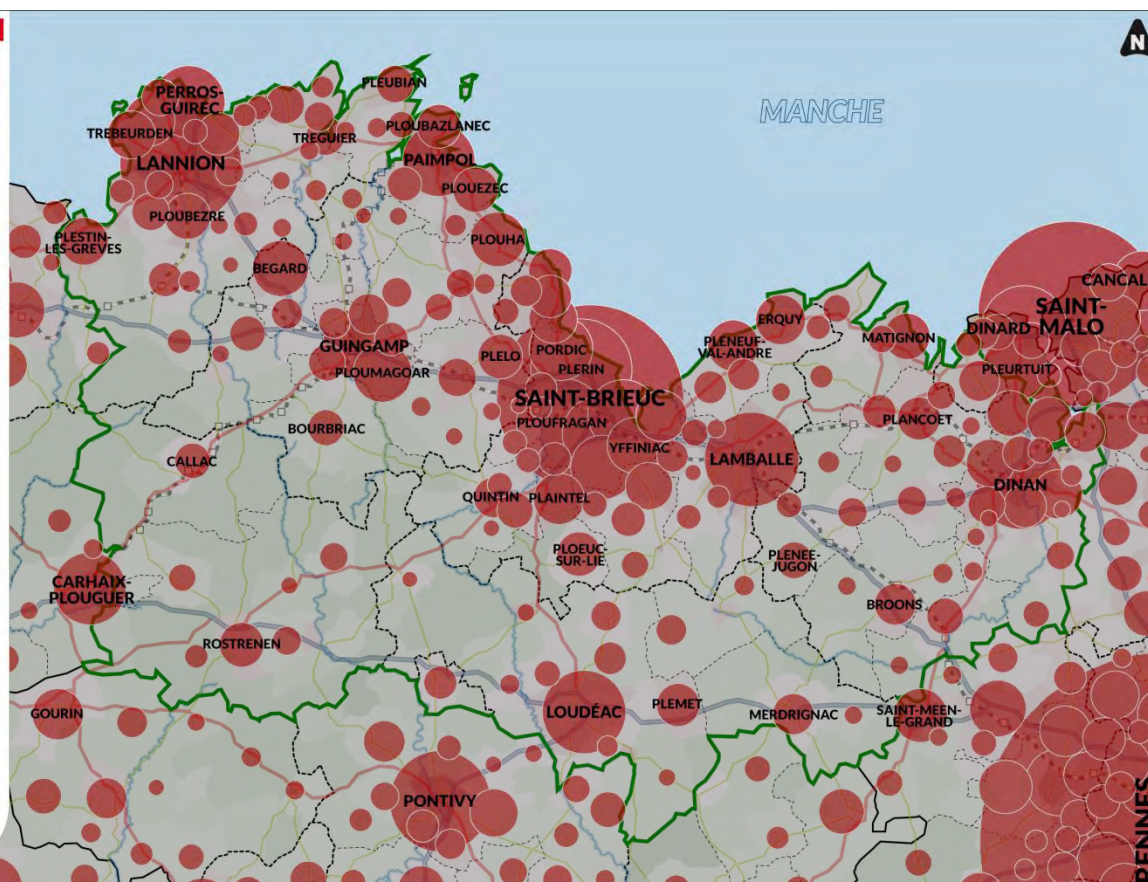 N
MANCHE
PLEUBIAN
PERROS-
GUIREC
TREBEURDEN
TREGUIER
PLOUBAZLANEC
LANNION
PAIMPOL
PLOUEZEC
PLOUBEZRE
PLESTIN-
LES-GREVES
PLOUHA
BEGARD
CANCAL
SAINT-
MALO
DINARD
ERQUY
MATIGNON
PLENEUF-
VAL-ANDRE
GUINGAMP
PLELO
PORDIC
PLERIN
PLOUMAGOAR
PLEURTUIT
SAINT-BRIEUC
PLOUFRAGAN
BOURBRIAC
PLANCOET
YFFINIAC
CALLAC
LAMBALLE
DINAN
QUINTIN
PLAINTEL
PLOEUC-
SUR-LIE
PLENEE-
JUGON
CARHAIX-
PLOUGUER
BROONS
ROSTRENEN
GOURIN
LOUDÉAC
PLEMET
MERDRIGNAC
SAINT-MEEN-
LE-GRAND
PONTIVY
RENNES